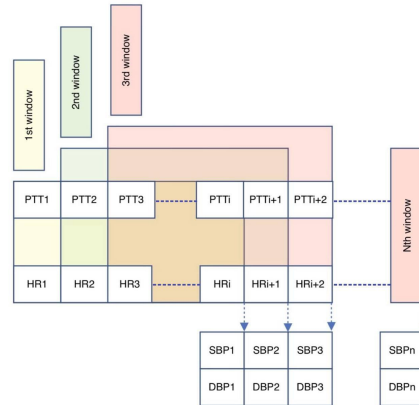 1st window
2nd window
3rd window
Nth window
PTT1 PTT2 PTT3 PTTi PTTi+1 PTTi+2
HR1 HR2 HR3 HRi HRi+1 HRi+2
SBP1 SBP2 SBP3 SBPn
DBP1 DBP2 DBP3 DBPn